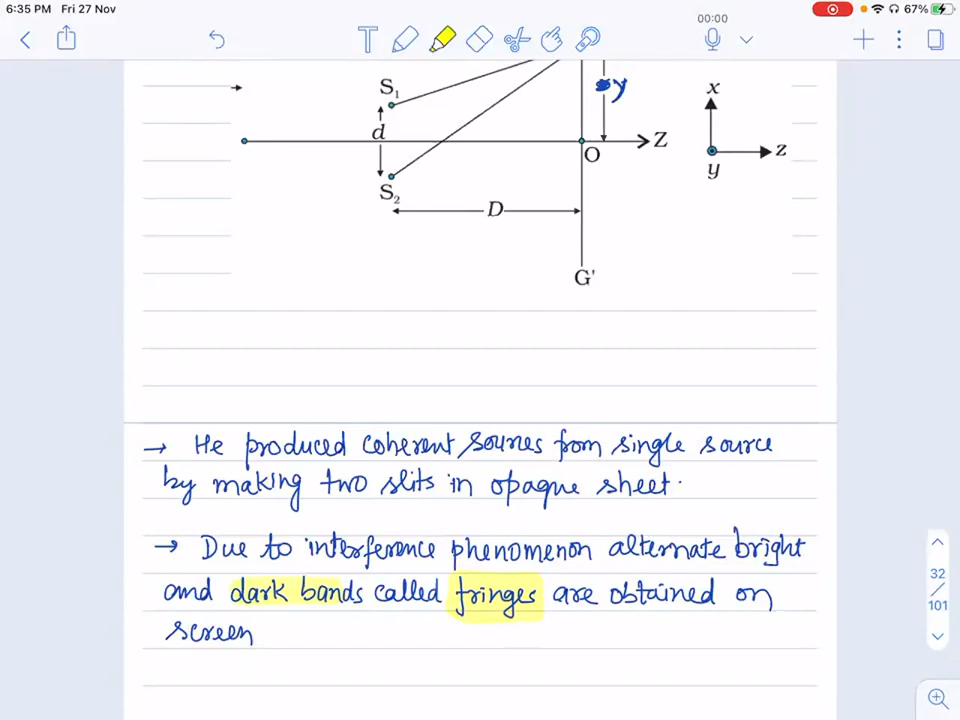 6:35 PM Fri 27 Nov
67%
00:00
T
S₁
y
x
d
Z
O
z
y
S₂
D
G'
→ He produced coherent sources from single source
by making two slits in opaque sheet.
→ Due to interference phenomenon alternate bright
and dark bands called fringes are obtained on
screen
32
/
101